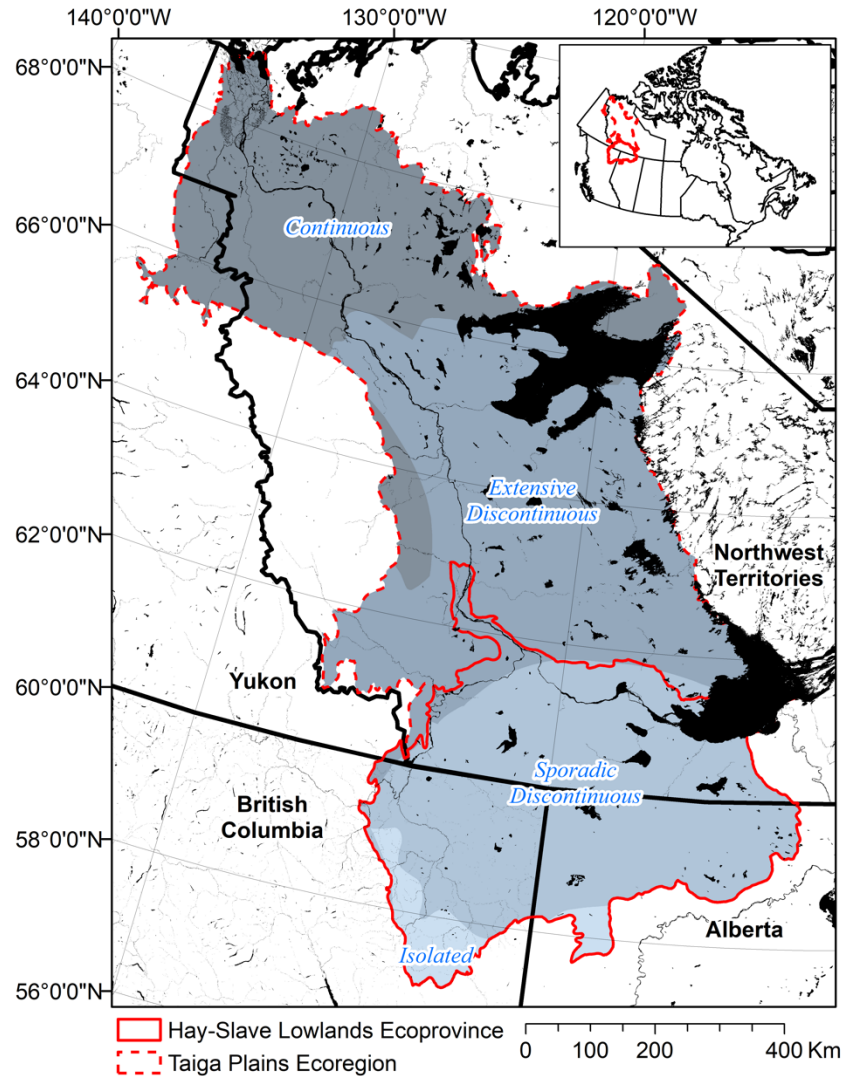 140°0'0"W
130°0'0"W
120°0'0"W
68°0'0"N
66°0'0"N
64°0'0"N
62°0'0"N
60°0'0"N
58°0'0"N
56°0'0"N
Continuous
Extensive
Discontinuous
Northwest
Territories
Yukon
Sporadic
Discontinuous
British
Columbia
Alberta
Isolated
Hay-Slave Lowlands Ecoprovince
Taiga Plains Ecoregion
0 100 200 400 Km